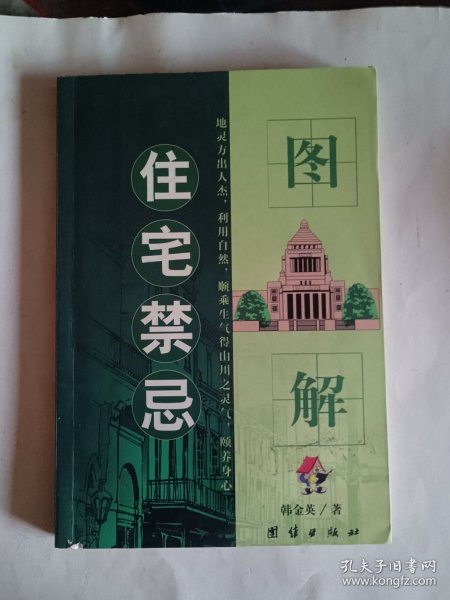 图解
住宅禁忌
地灵方出人杰，利用自然，顺乘生气得山川之灵气，颐养身心
韩金英/著
团结出版社
孔夫子旧书网
www.kongfz.com